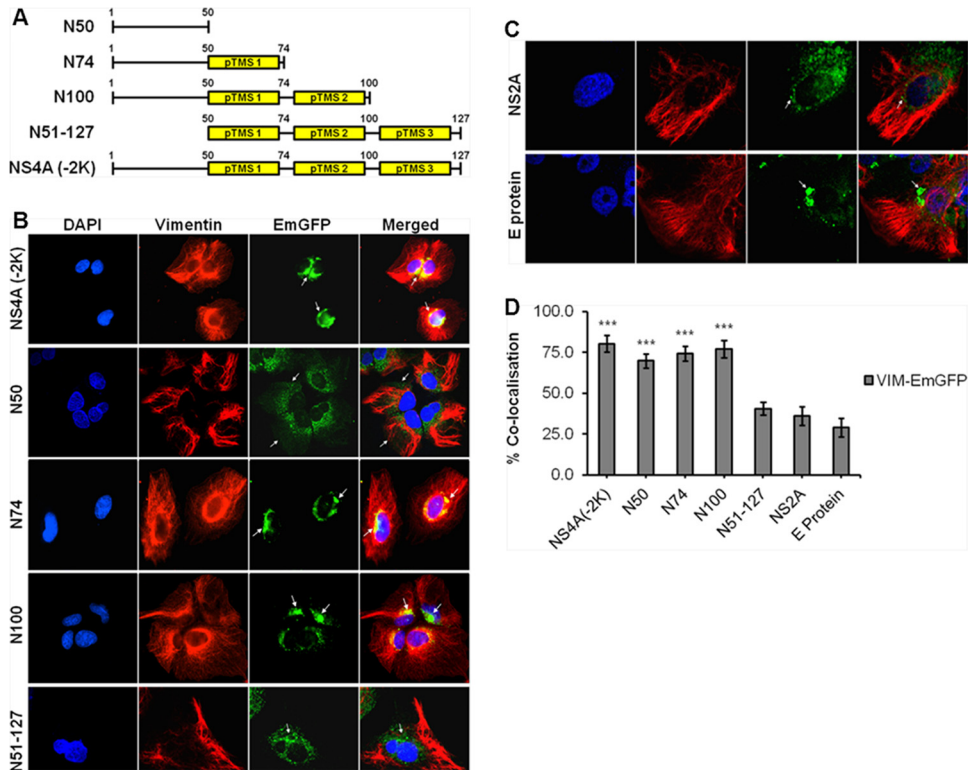 A
1 50
N50
1 50 74
N74 pTMS 1
1 50 74 100
N100 pTMS 1 pTMS 2
50 74 100 127
N51-127 pTMS 1 pTMS 2 pTMS 3
1 50 74 100 127
NS4A (-2K) pTMS 1 pTMS 2 pTMS 3
B
DAPI Vimentin EmGFP Merged
NS4A (-2K)
N50
N74
N100
N51-127
C
NS2A
E protein
D
% Co-localisation
100.0
75.0
50.0
25.0
0.0
*** *** *** ***
VIM-EmGFP
NS4A(-2K) N50 N74 N100 N51-127 NS2A E Protein